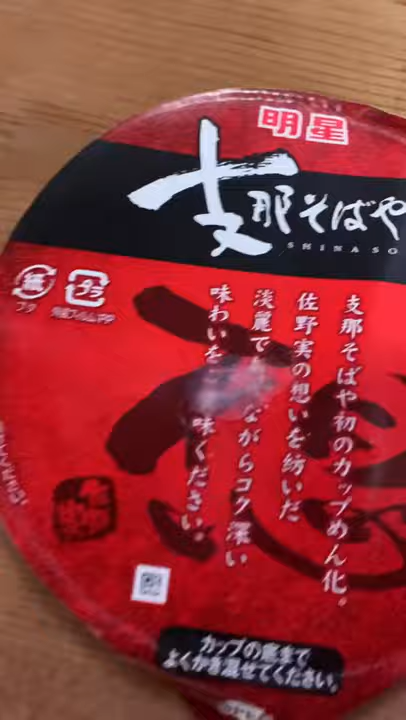 明星
支那そばや
SHINASO
プラ
支那そばや初のカップめん化。
佐野実の想いを紡いだ
淡麗で
ながらコク深い
味わいを
味ください。
カップの底まで
よくかき混ぜてください。